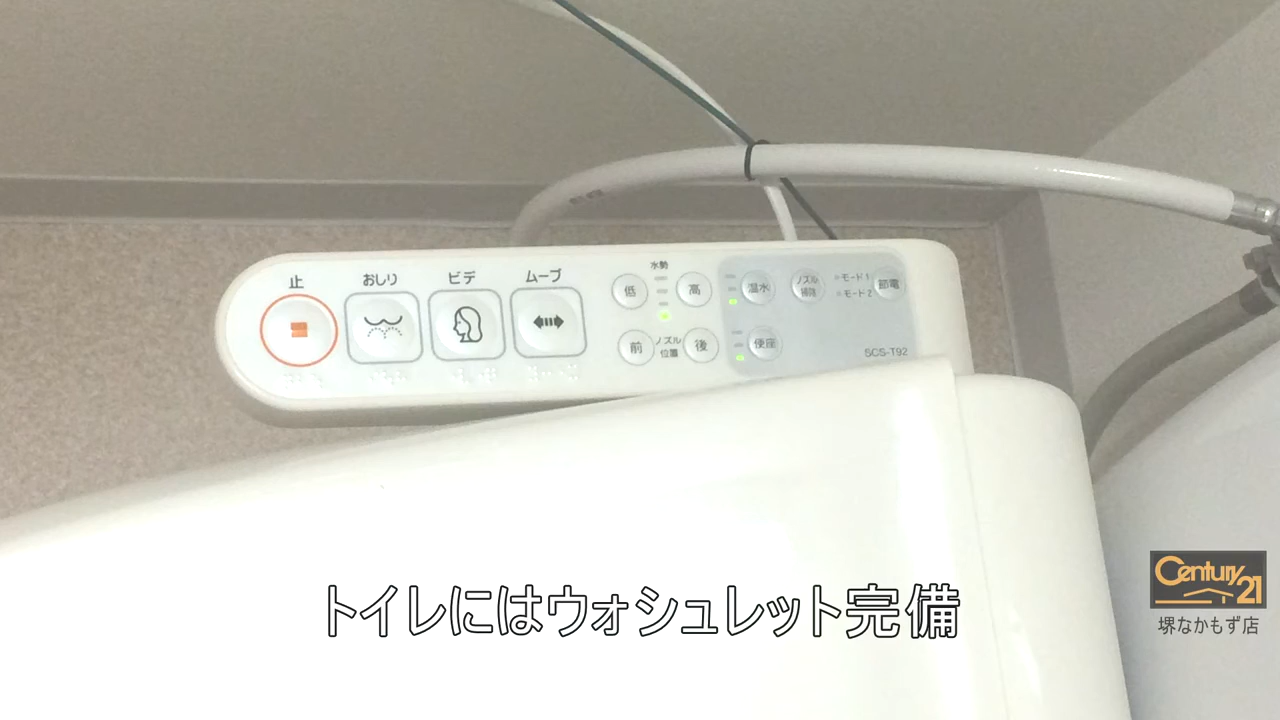 止
おしり
ビデ
ムーブ
水勢
低
高
前
ノズル
位置
後
温水
ノズル
掃除
モード1
モード2
節電
便座
SCS-T92
トイレにはウォシュレット完備
Century 21
堺なかもず店